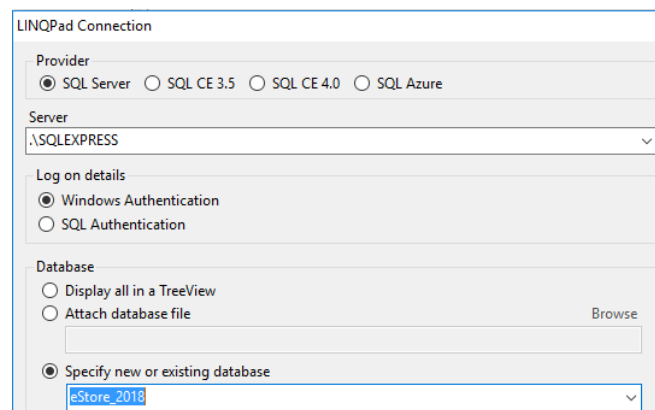 LINQPad Connection
Provider
SQL Server SQL CE 3.5 SQL CE 4.0 SQL Azure
Server
.\SQLEXPRESS
Log on details
Windows Authentication
SQL Authentication
Database
Display all in a TreeView
Attach database file Browse
Specify new or existing database
eStore_2018